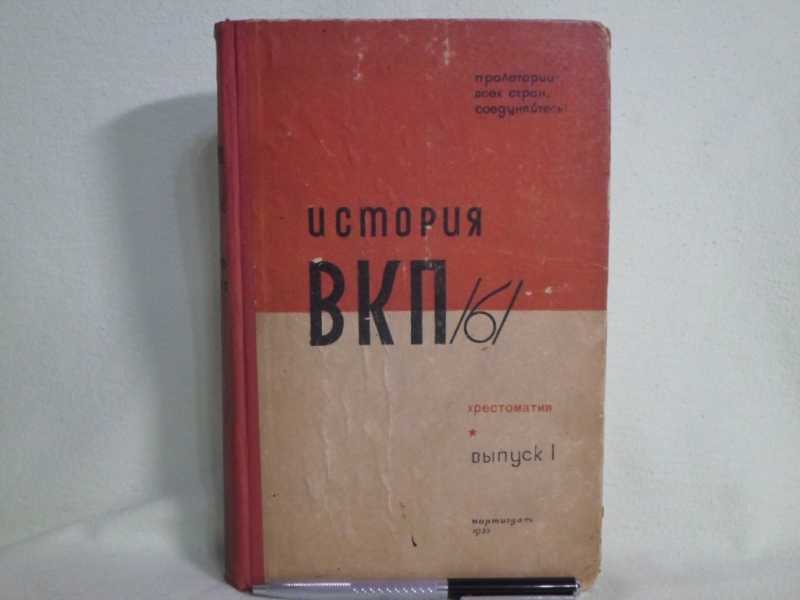 пролетарии
всех стран,
соединяйтесь!
история
ВКП/б/
хрестоматия
выпуск I
партиздат